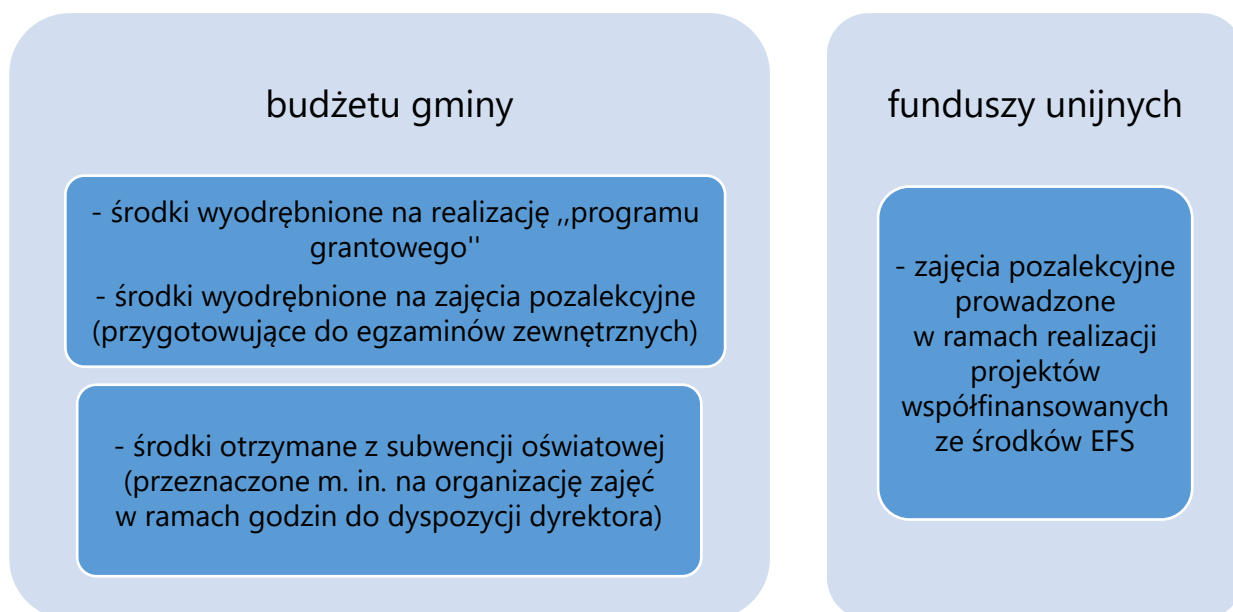 budżetu gminy
- środki wyodrębnione na realizację ,,programu
grantowego''
- środki wyodrębnione na zajęcia pozalekcyjne
(przygotowujące do egzaminów zewnętrznych)
- środki otrzymane z subwencji oświatowej
(przeznaczone m. in. na organizację zajęć
w ramach godzin do dyspozycji dyrektora)
funduszy unijnych
- zajęcia pozalekcyjne
prowadzone
w ramach realizacji
projektów
współfinansowanych
ze środków EFS